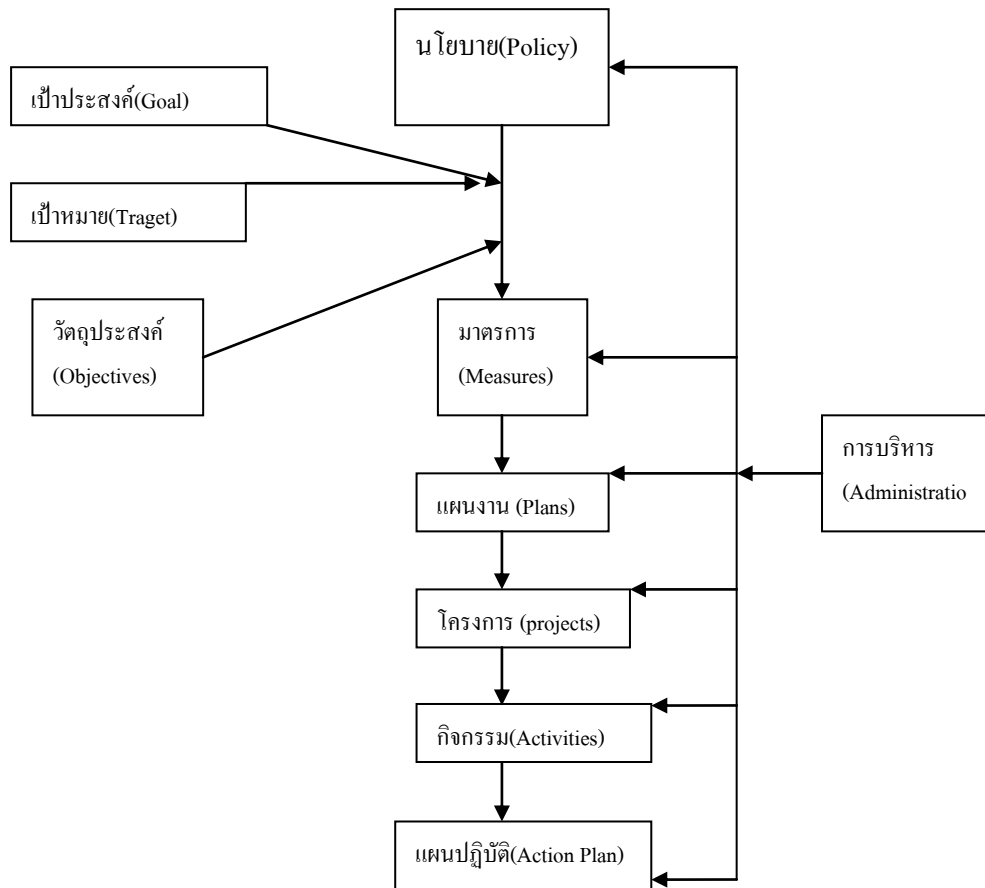 นโยบาย(Policy)
เป้าประสงค์(Goal)
เป้าหมาย(Traget)
วัตถุประสงค์
(Objectives)
มาตรการ
(Measures)
การบริหาร
(Administratio
แผนงาน (Plans)
โครงการ (projects)
กิจกรรม(Activities)
แผนปฏิบัติ(Action Plan)